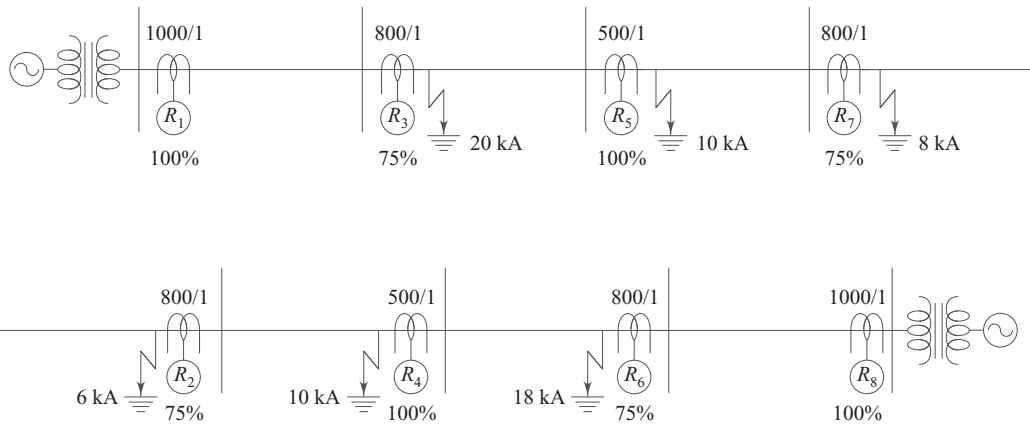 1000/1 800/1 500/1 800/1
R1 R3 R5 R7
20 kA 10 kA 8 kA
100% 75% 100% 75%
800/1 500/1 800/1 1000/1
R2 R4 R6 R8
6 kA 10 kA 18 kA
75% 100% 75% 100%